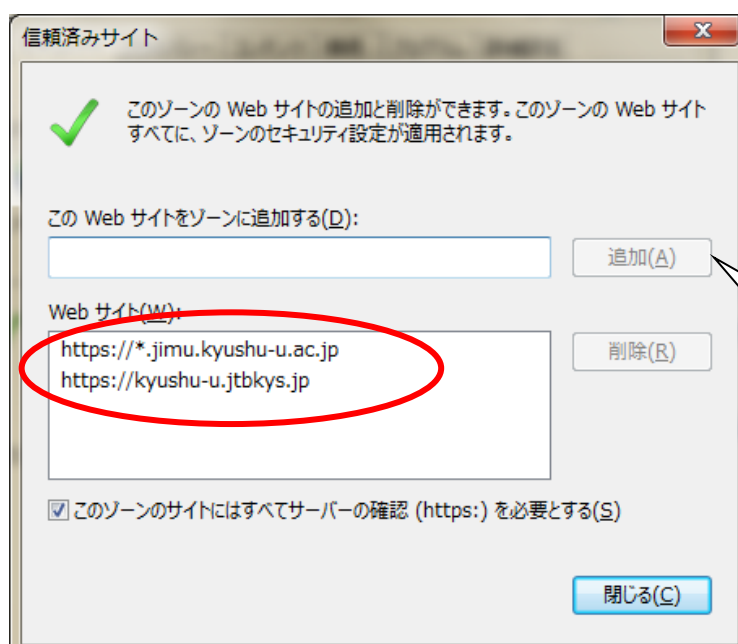 信頼済みサイト
このゾーンの Web サイトの追加と削除ができます。このゾーンの Web サイト
すべてに、ゾーンのセキュリティ設定が適用されます。
この Web サイトをゾーンに追加する(D):
追加(A)
Web サイト(W):
https://*.jimu.kyushu-u.ac.jp
削除(R)
https://kyushu-u.jtbkys.jp
このゾーンのサイトにはすべてサーバーの確認 (https:) を必要とする(S)
閉じる(C)